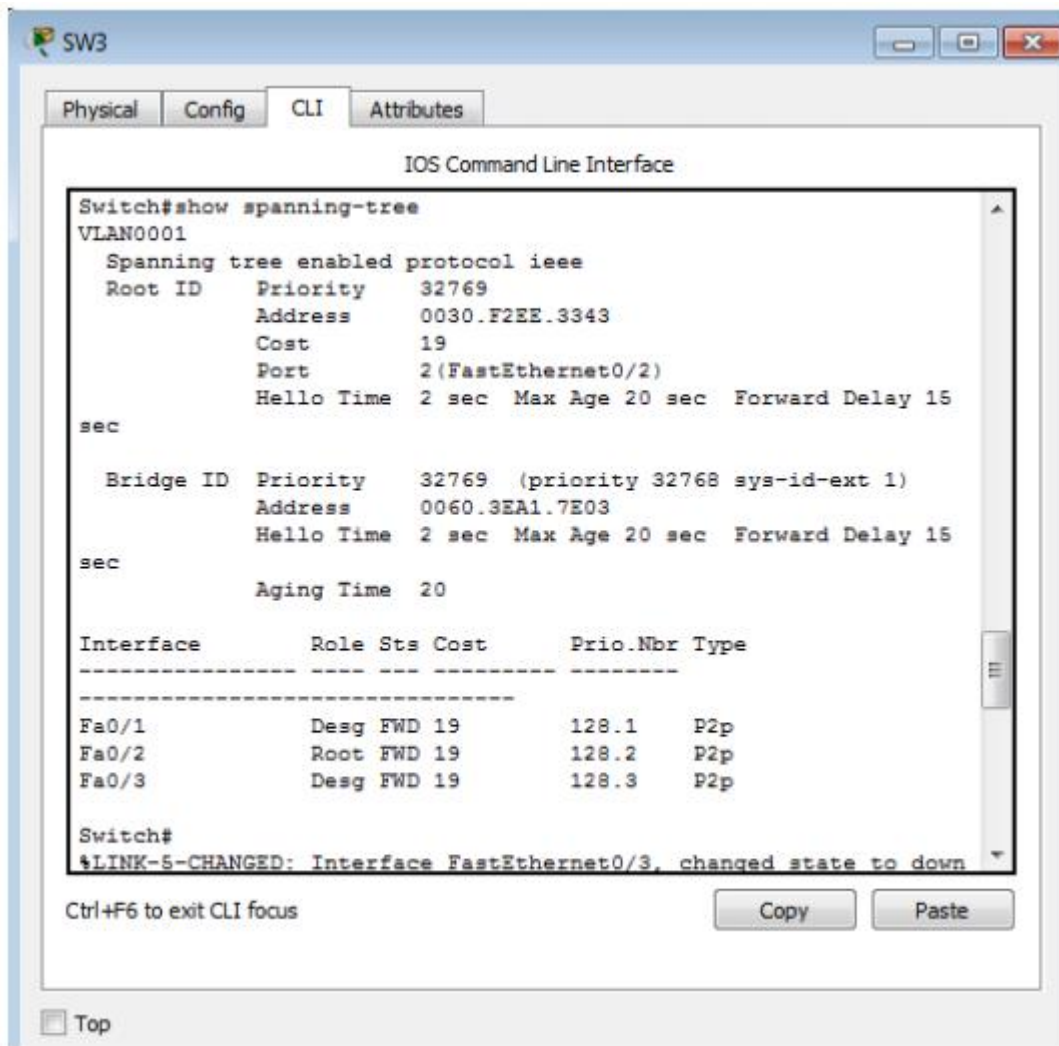 SW3
Physical Config CLI Attributes
IOS Command Line Interface
Switch#show spanning-tree
VLAN0001
  Spanning tree enabled protocol ieee
  Root ID    Priority    32769
             Address     0030.F2EE.3343
             Cost        19
             Port        2(FastEthernet0/2)
             Hello Time  2 sec  Max Age 20 sec  Forward Delay 15
sec
  Bridge ID  Priority    32769  (priority 32768 sys-id-ext 1)
             Address     0060.3EA1.7E03
             Hello Time  2 sec  Max Age 20 sec  Forward Delay 15
sec
             Aging Time  20
Interface        Role Sts Cost      Prio.Nbr Type
---------------- ---- --- --------- --------
--------------------------------
Fa0/1            Desg FWD 19        128.1    P2p
Fa0/2            Root FWD 19        128.2    P2p
Fa0/3            Desg FWD 19        128.3    P2p
Switch#
%LINK-5-CHANGED: Interface FastEthernet0/3, changed state to down
Ctrl+F6 to exit CLI focus
Copy Paste
Top